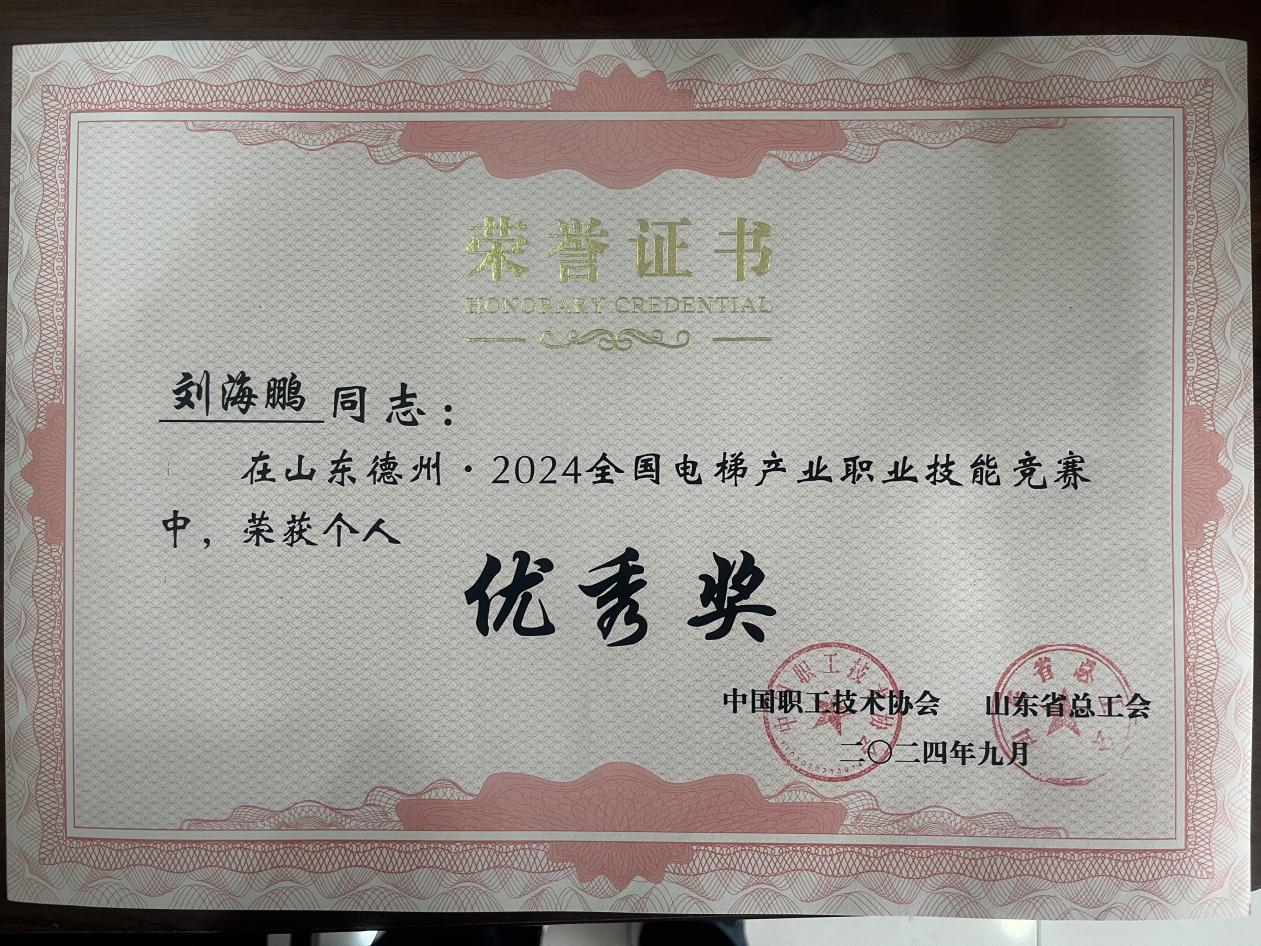 荣誉证书
HONORARY CREDENTIAL
刘海鹏同志：
在山东德州·2024全国电梯产业职业技能竞赛
中，荣获个人
优秀奖
中国职工技术协会 山东省总工会
二〇二四年九月